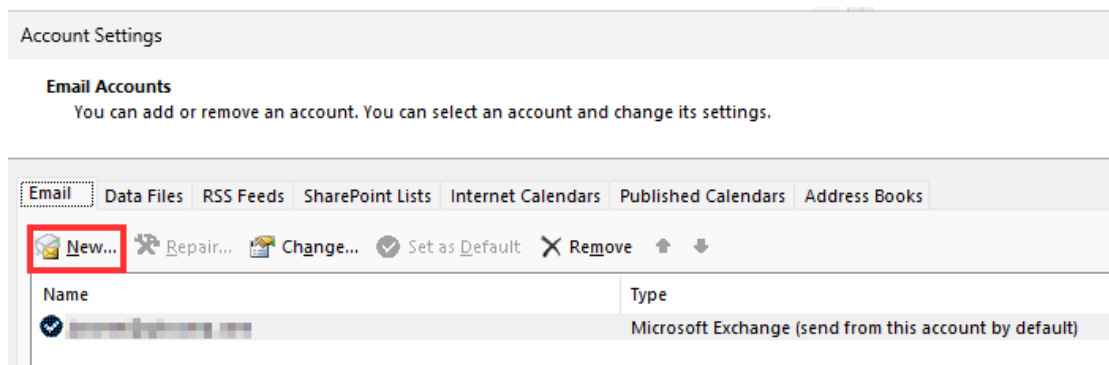 Account Settings
Email Accounts
You can add or remove an account. You can select an account and change its settings.
Email Data Files RSS Feeds SharePoint Lists Internet Calendars Published Calendars Address Books
New... Repair... Change... Set as Default Remove
Name Type
Microsoft Exchange (send from this account by default)